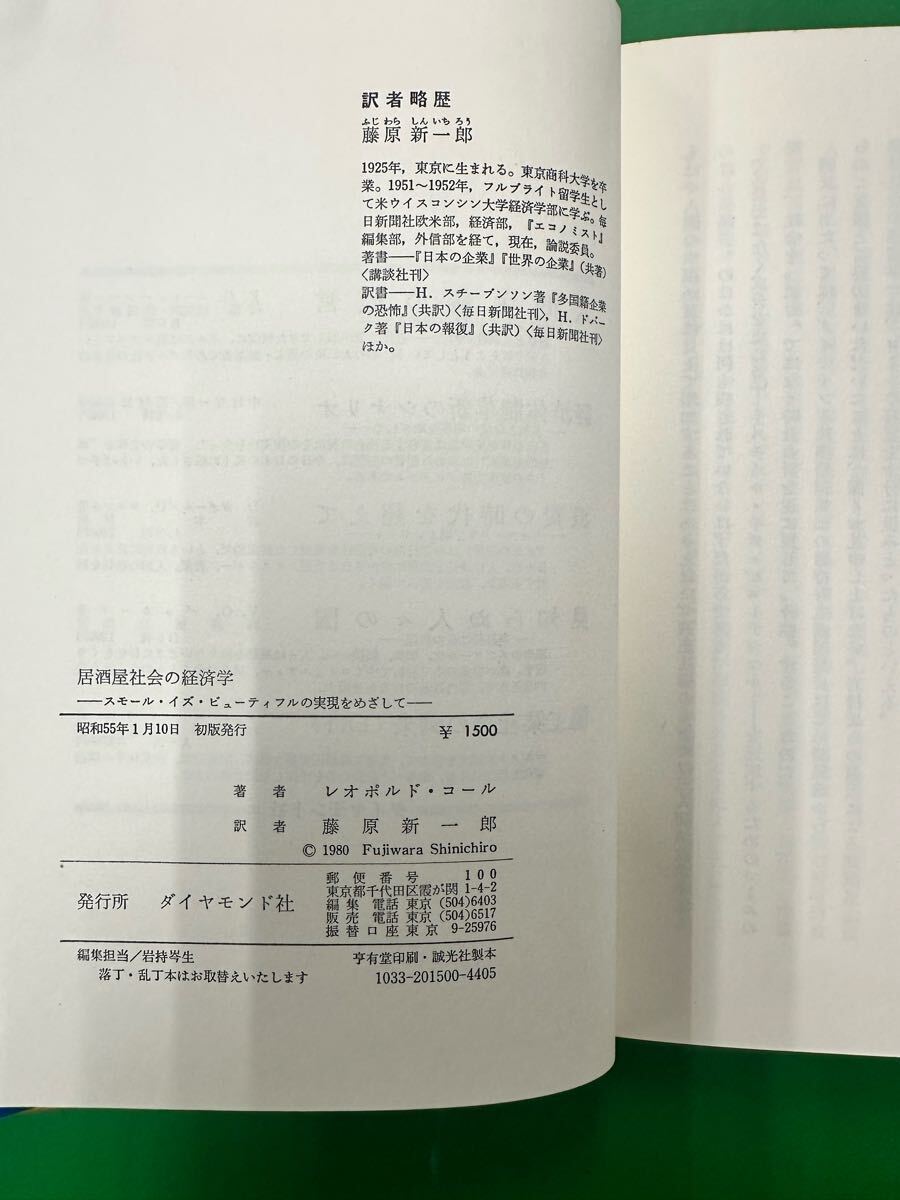 訳者略歴
ふじ わら しん いち ろう
藤原 新一郎
1925年，東京に生まれる。東京商科大学を卒
業。1951〜1952年，フルブライト留学生とし
て米ウイスコンシン大学経済学部に学ぶ。毎
日新聞社欧米部，経済部，『エコノミスト』
編集部，外信部を経て，現在，論説委員。
著書――『日本の企業』『世界の企業』(共著)
〈講談社刊〉
訳書――H．スチーブンソン著『多国籍企業
の恐怖』(共訳)〈毎日新聞社刊〉，H．ドバー
ク著『日本の報復』(共訳)〈毎日新聞社刊〉
ほか。
居酒屋社会の経済学
――スモール・イズ・ビューティフルの実現をめざして――
昭和55年1月10日 初版発行 ¥ 1500
著者 レオポルド・コール
訳者 藤原新一郎
© 1980 Fujiwara Shinichiro
発行所 ダイヤモンド社
郵便番号 100
東京都千代田区霞が関 1-4-2
編集 電話 東京 (504)6403
販売 電話 東京 (504)6517
振替口座東京 9-25976
編集担当/岩持岑生 亨有堂印刷・誠光社製本
落丁・乱丁本はお取替えいたします 1033-201500-4405